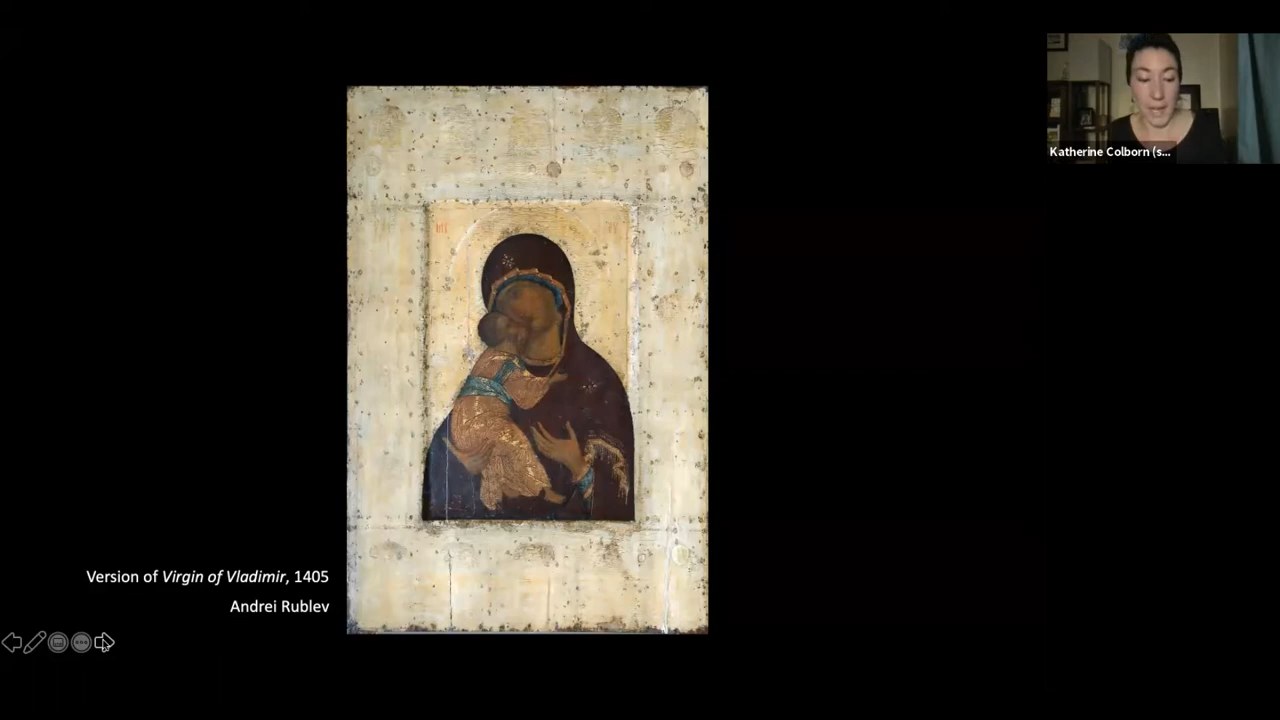 Katherine Colborn (s...
Version of Virgin of Vladimir, 1405
Andrei Rublev